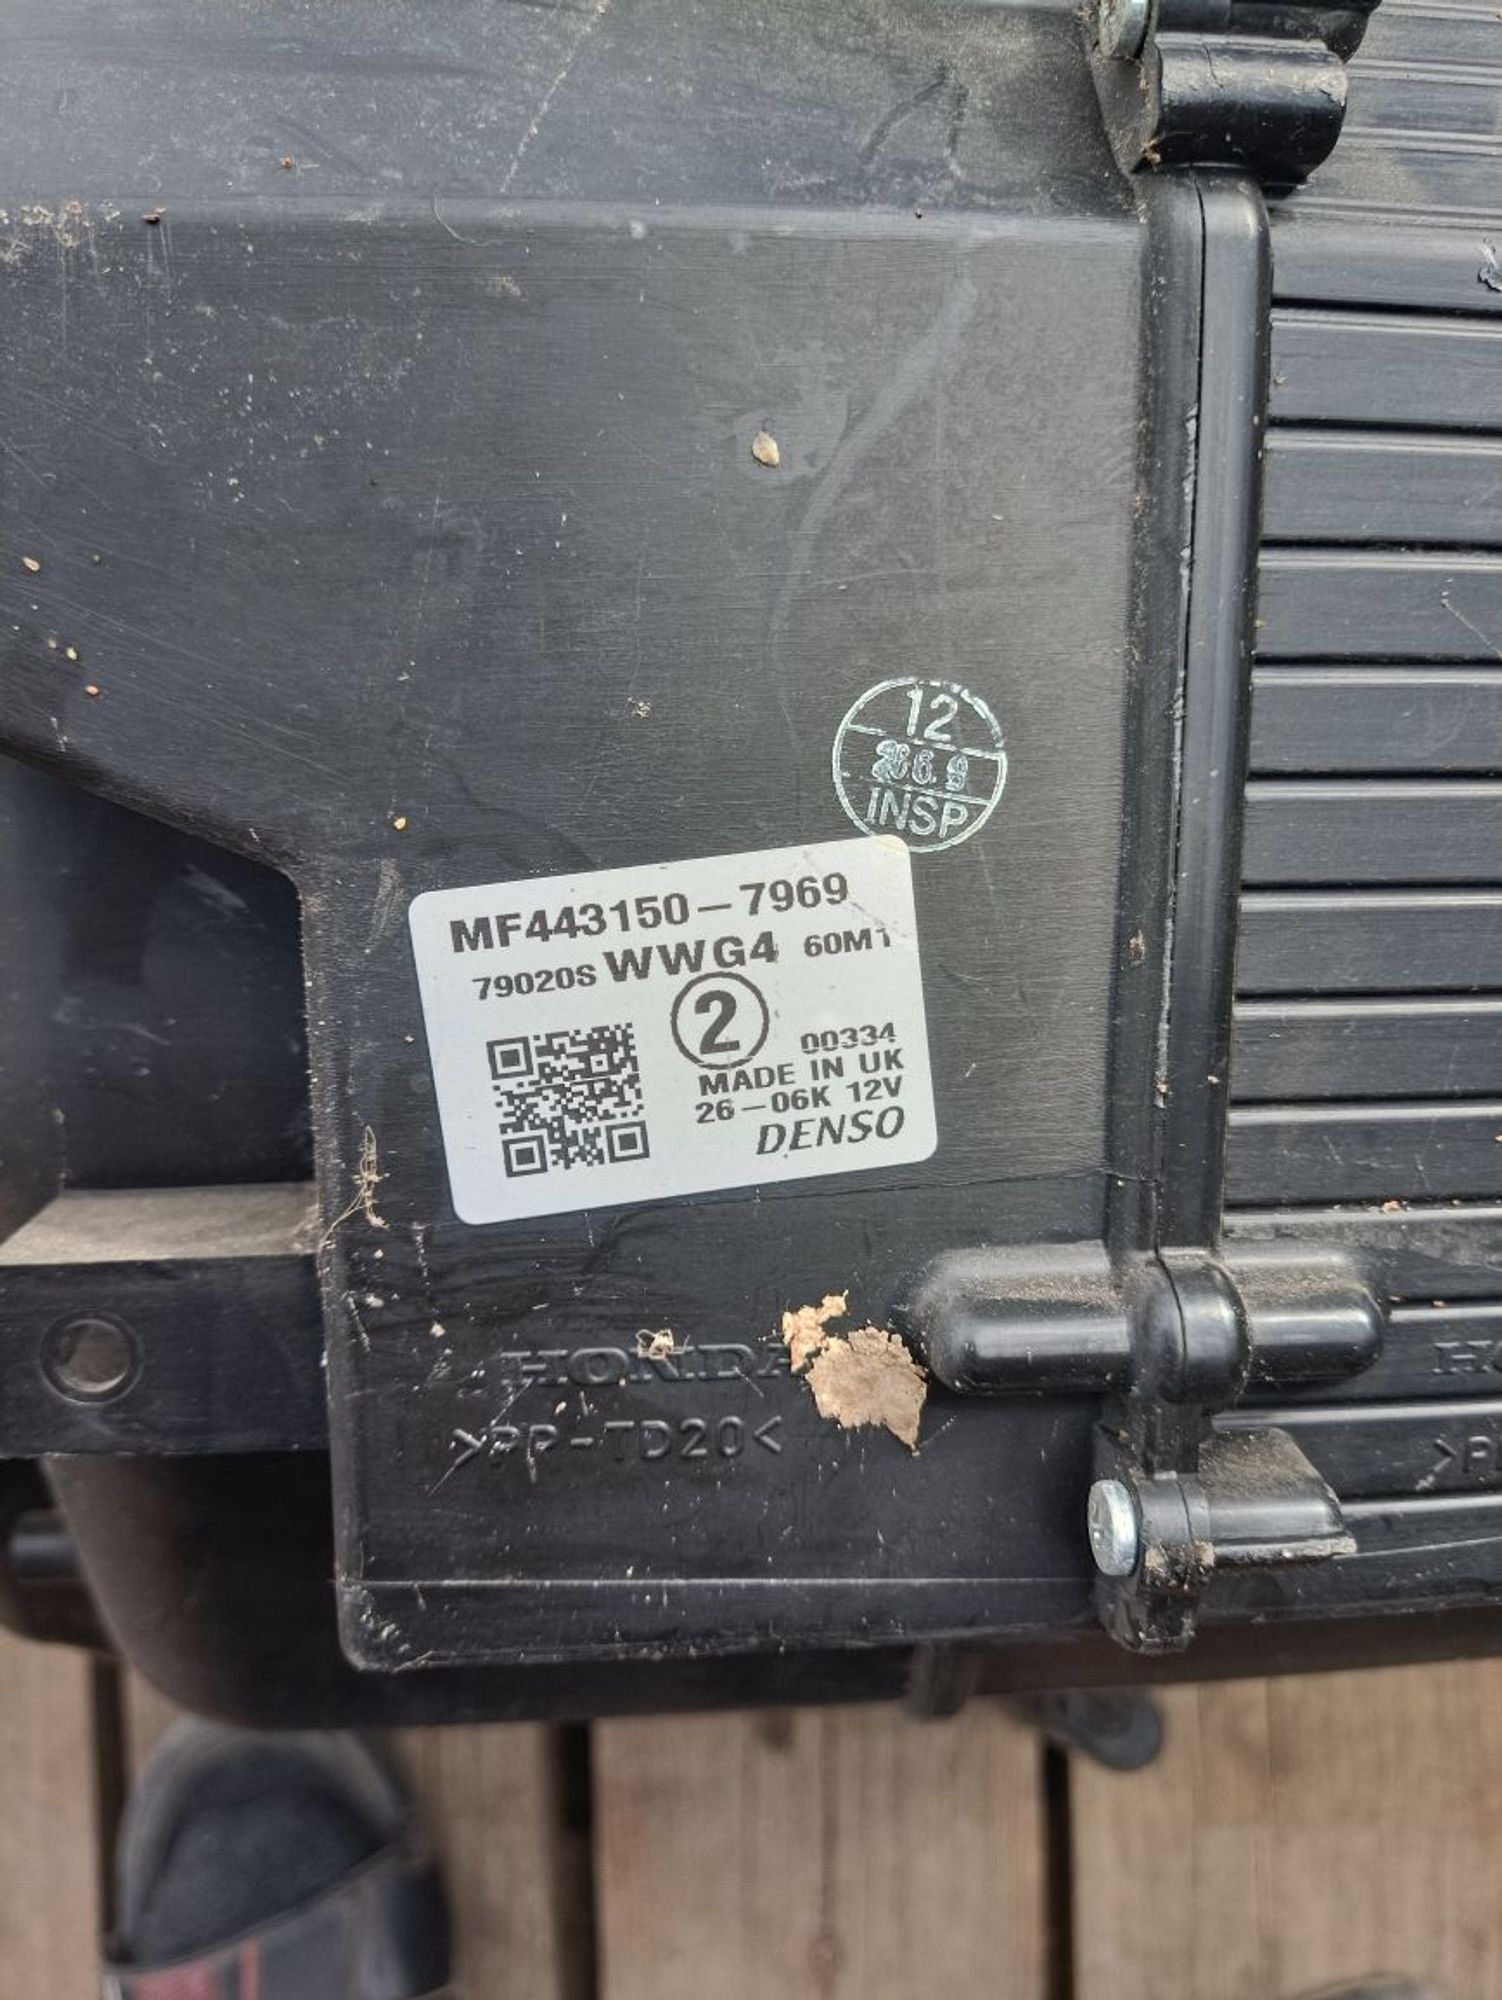 12
INSP
MF443150-7969
79020S WWG4 60M1
2
00334
MADE IN UK
26-06K 12V
DENSO
HONDA
>PP-TD20<